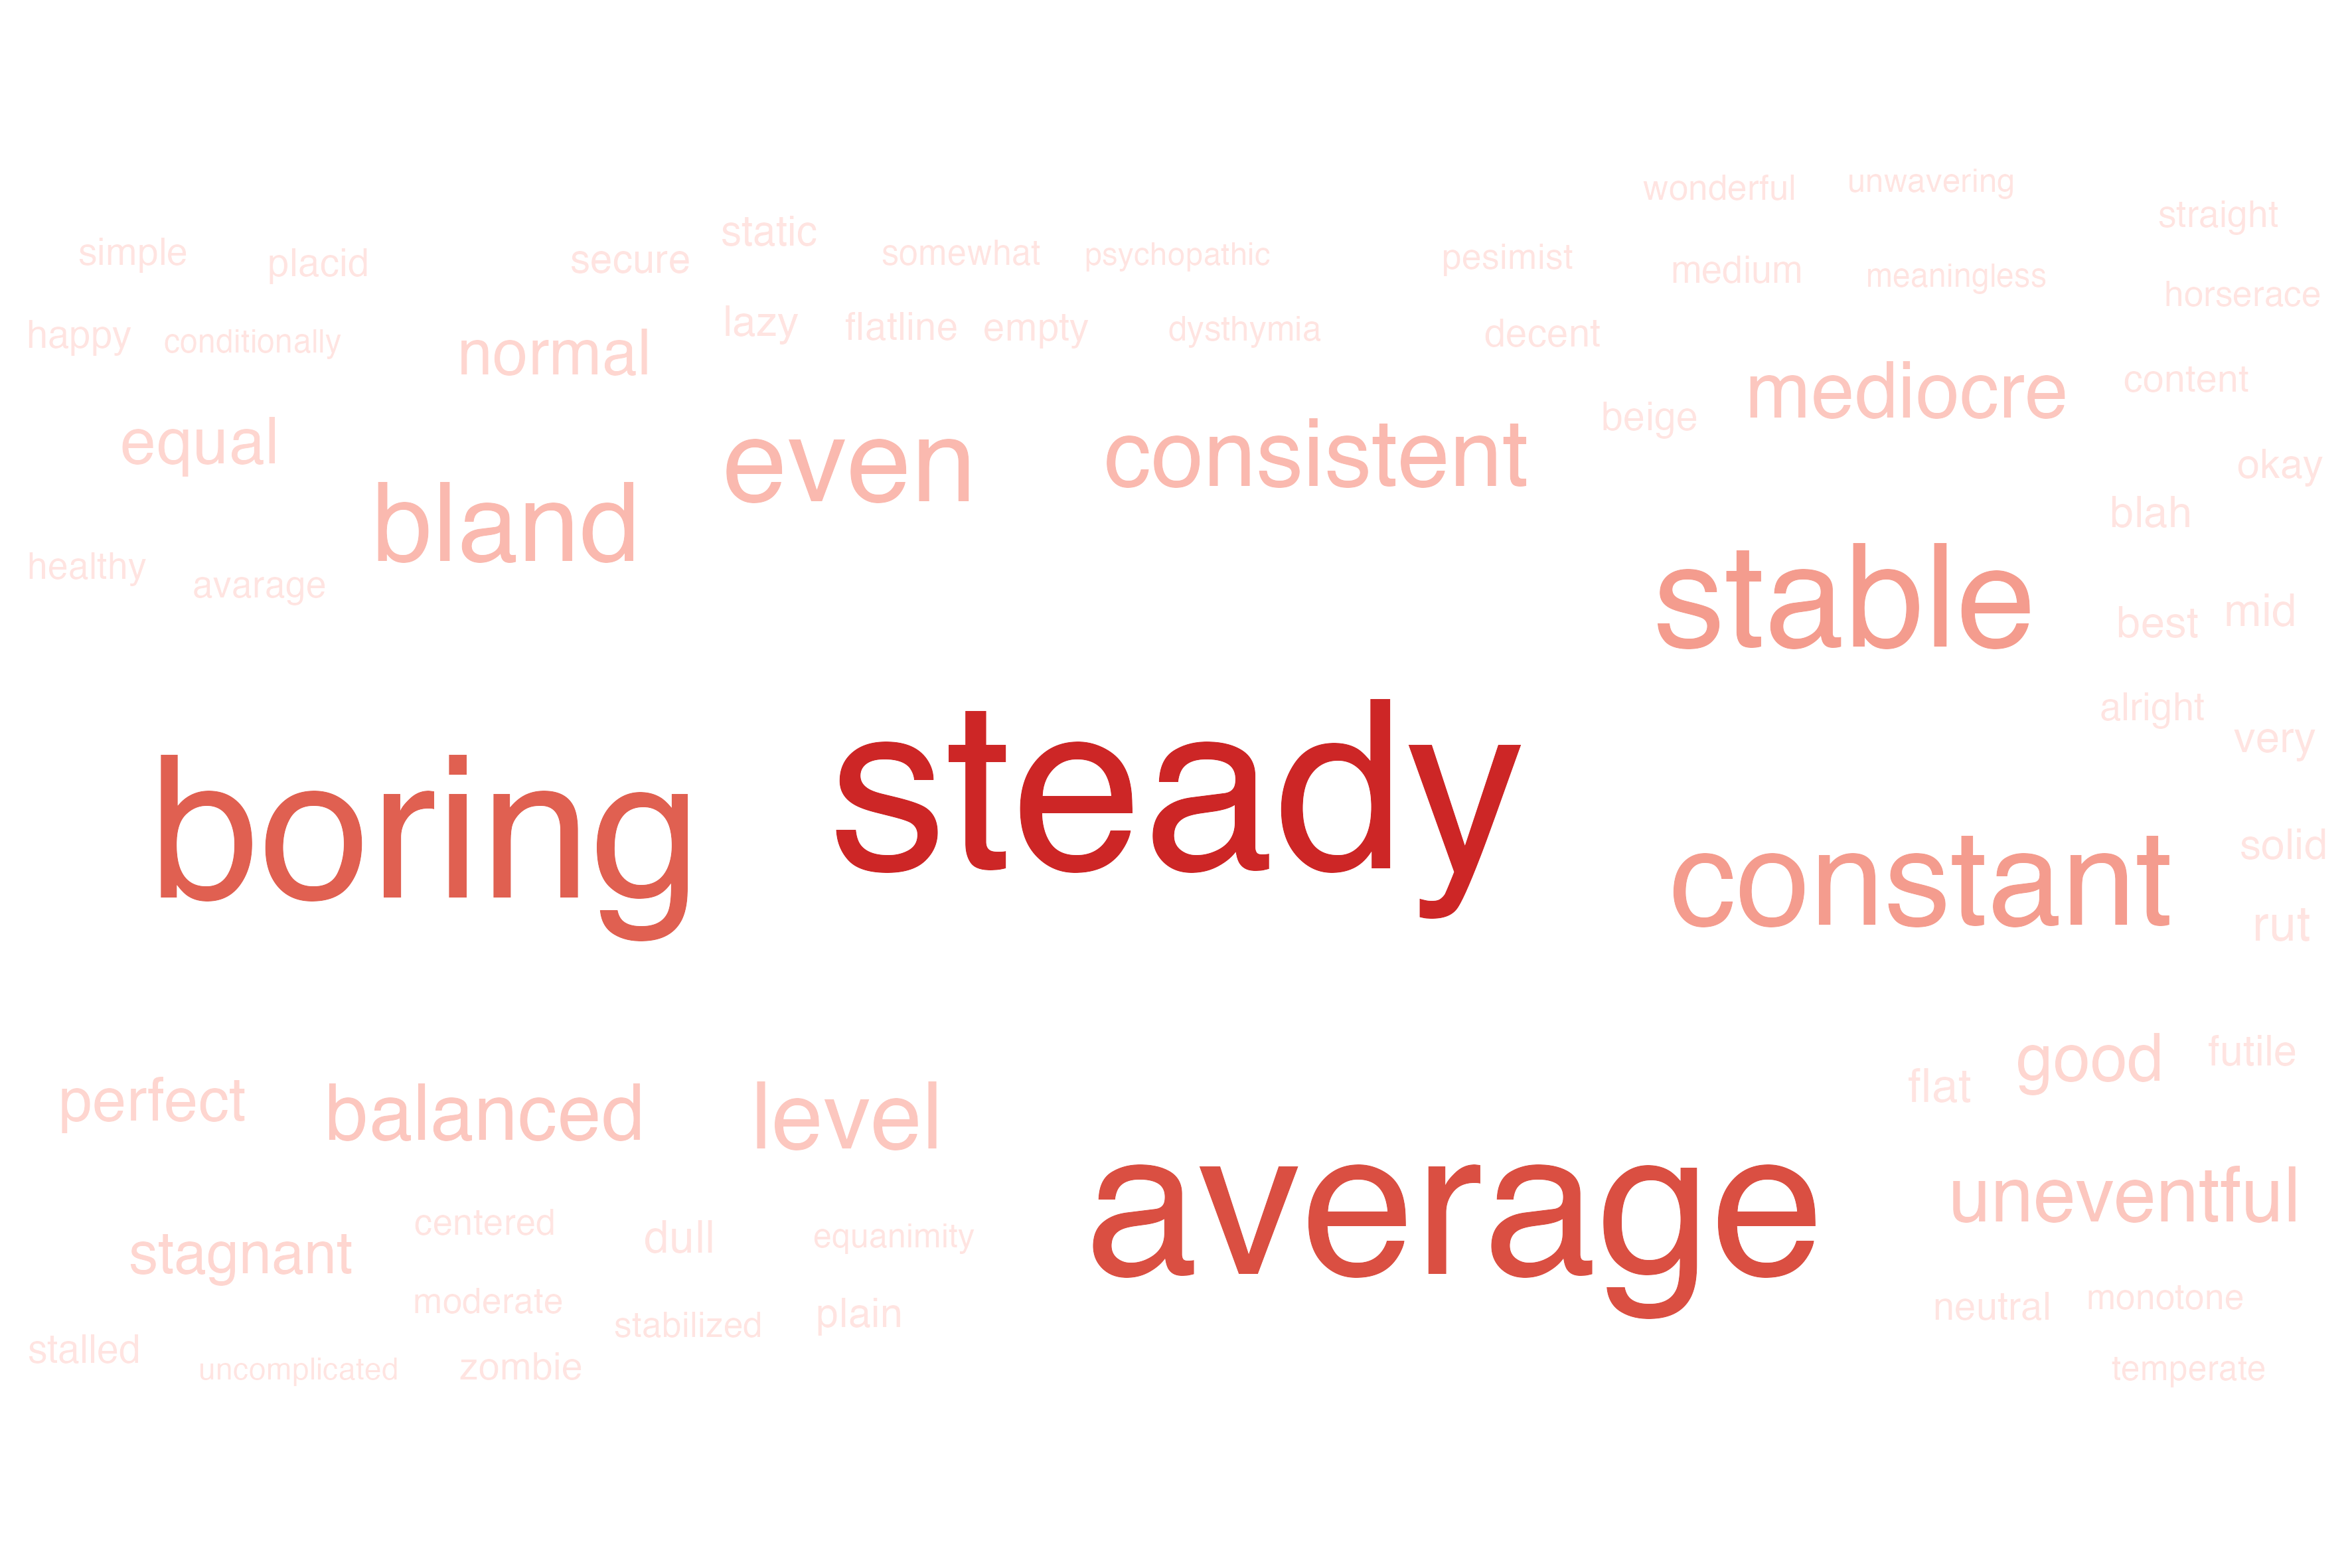 wonderful
unwavering
straight
static
simple
placid
secure
somewhat
psychopathic
pesimist
medium
meaningless
horserace
happy
conditionally
normal
lazy
flatline
empty
dysthymia
decent
mediocre
content
beige
equal
even
consistent
okay
bland
blah
healthy
avarage
stable
best
mid
alright
very
boring
steady
constant
solid
rut
perfect
balanced
level
flat
good
futile
average
uneventful
stagnant
centered
dull
equanimity
moderate
stabilized
plain
neutral
monotone
stalled
uncomplicated
zombie
temperate